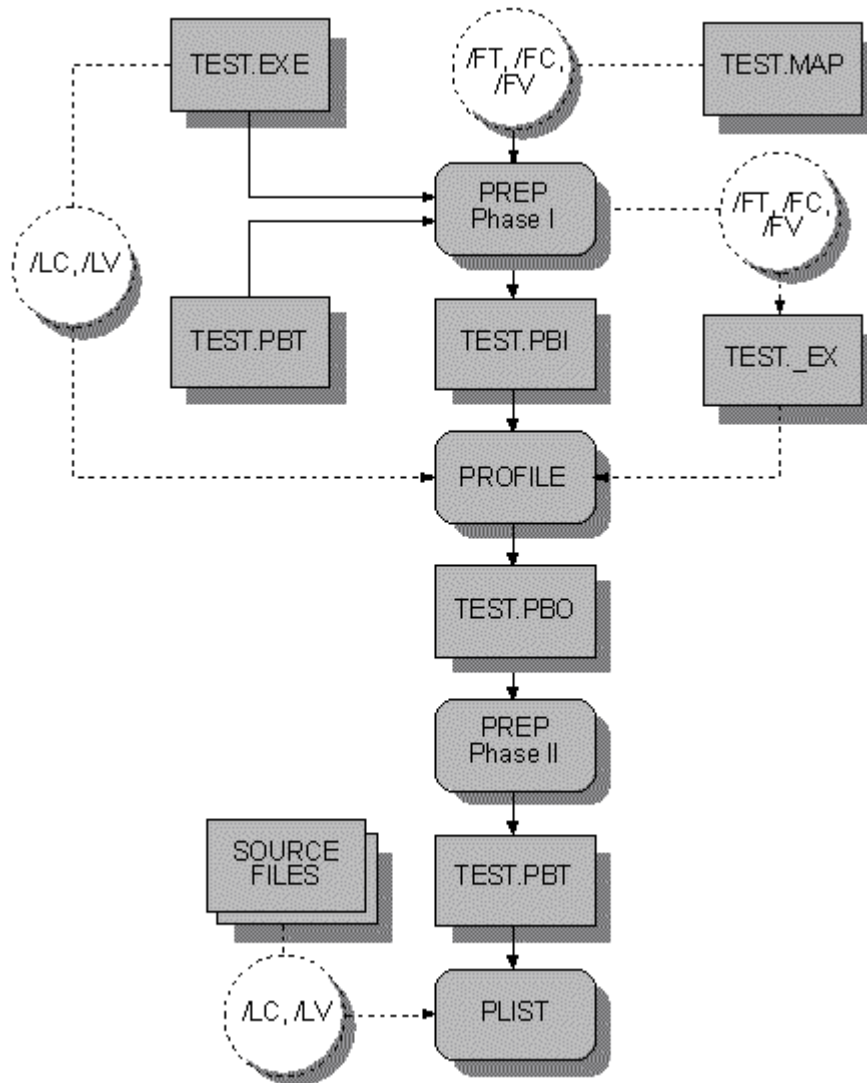 TEST.EXE
/FT, /FC,
/FV
TEST.MAP
PREP
Phase I
/FT, /FC,
/FV
/LC, /LV
TEST.PBT
TEST.PBI
TEST._EX
PROFILE
TEST.PBO
PREP
Phase II
SOURCE
FILES
TEST.PBT
/LC, /LV
PLIST